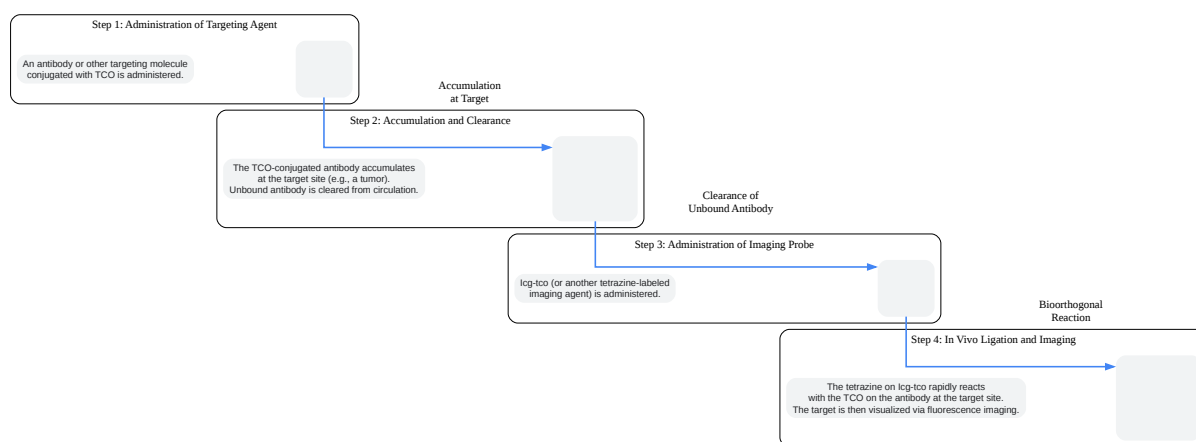 Step 1: Administration of Targeting Agent
An antibody or other targeting molecule
conjugated with TCO is administered.
Accumulation
at Target
Step 2: Accumulation and Clearance
The TCO-conjugated antibody accumulates
at the target site (e.g., a tumor).
Unbound antibody is cleared from circulation.
Clearance of
Unbound Antibody
Step 3: Administration of Imaging Probe
Icg-tco (or another tetrazine-labeled
imaging agent) is administered.
Bioorthogonal
Reaction
Step 4: In Vivo Ligation and Imaging
The tetrazine on Icg-tco rapidly reacts
with the TCO on the antibody at the target site.
The target is then visualized via fluorescence imaging.